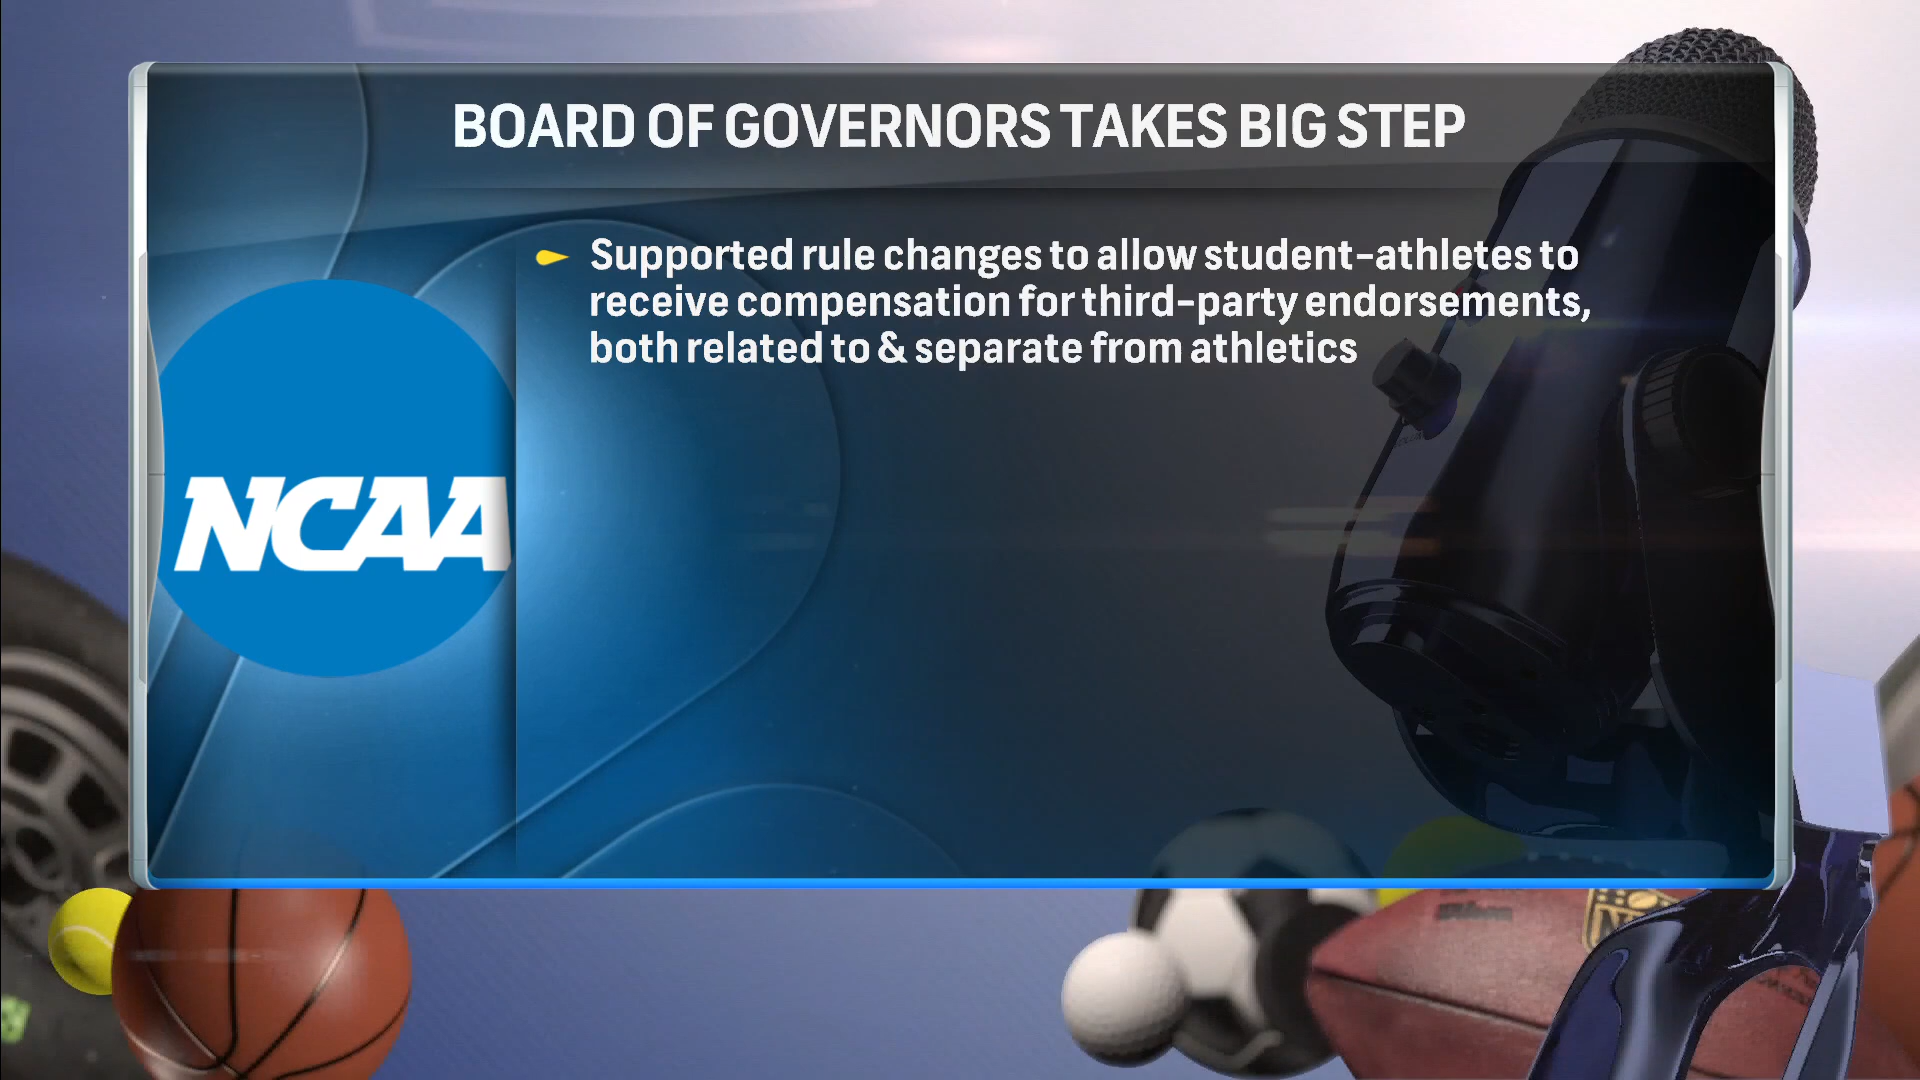 BOARD OF GOVERNORS TAKES BIG STEP
Supported rule changes to allow student-athletes to
receive compensation for third-party endorsements,
both related to & separate from athletics
NCAA